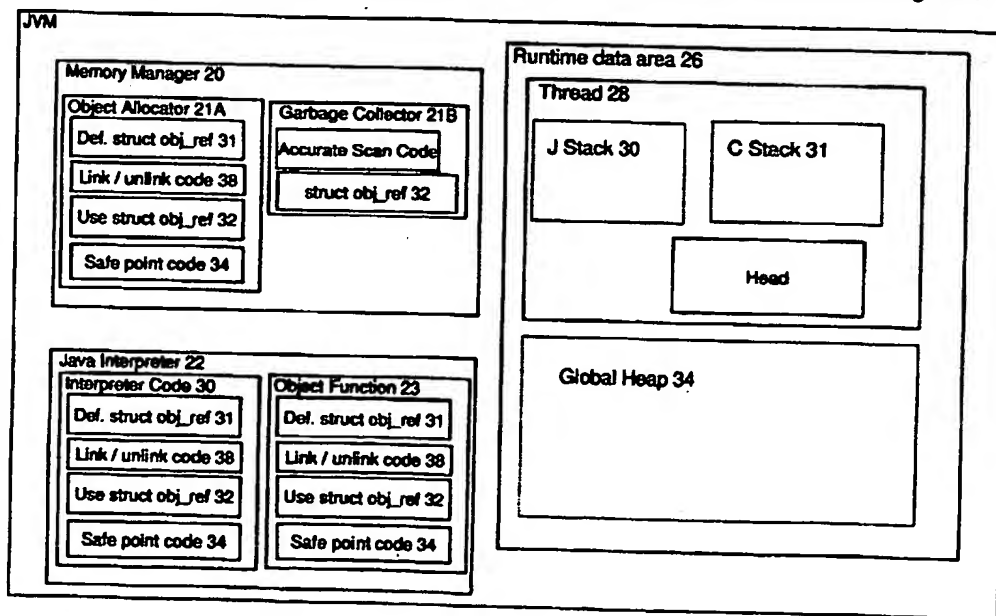 JVM
Memory Manager 20
Object Allocator 21A
Def. struct obj_ref 31
Link / unlink code 38
Use struct obj_ref 32
Safe point code 34
Garbage Collector 21B
Accurate Scan Code
struct obj_ref 32
Java Interpreter 22
Interpreter Code 30
Def. struct obj_ref 31
Link / unlink code 38
Use struct obj_ref 32
Safe point code 34
Object Function 23
Def. struct obj_ref 31
Link / unlink code 38
Use struct obj_ref 32
Safe point code 34
Runtime data area 26
Thread 28
J Stack 30
C Stack 31
Head
Global Heap 34